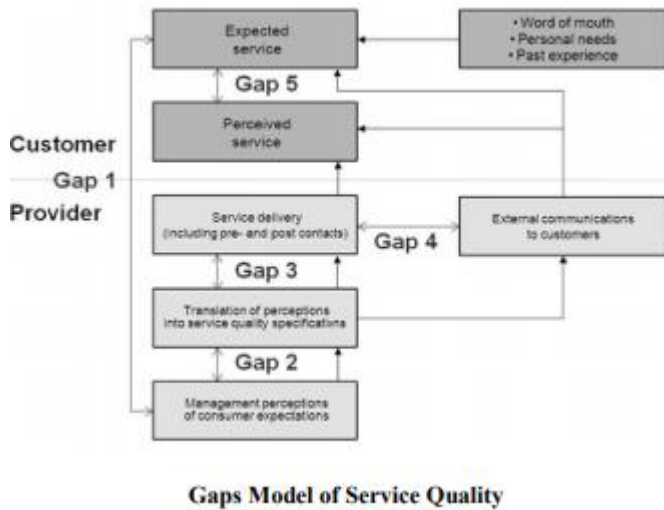 Expected
service
• Word of mouth
• Personal needs
• Past experience
Gap 5
Perceived
service
Customer
Gap 1
Provider
Service delivery
(including pre- and post contacts)
Gap 4
External communications
to customers
Gap 3
Translation of perceptions
into service quality specifications
Gap 2
Management perceptions
of consumer expectations
Gaps Model of Service Quality